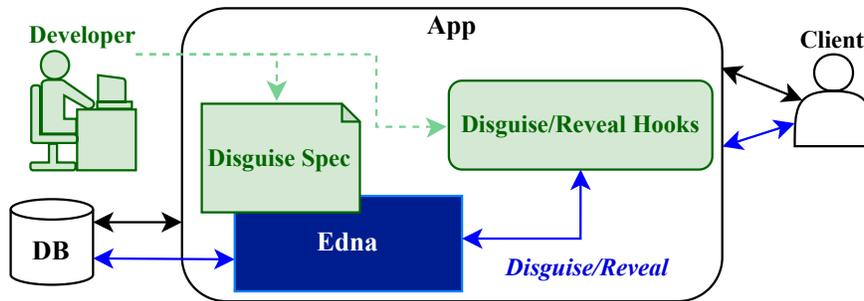 App
Developer
Client
Disguise/Reveal Hooks
Disguise Spec
DB
Edna
Disguise/Reveal